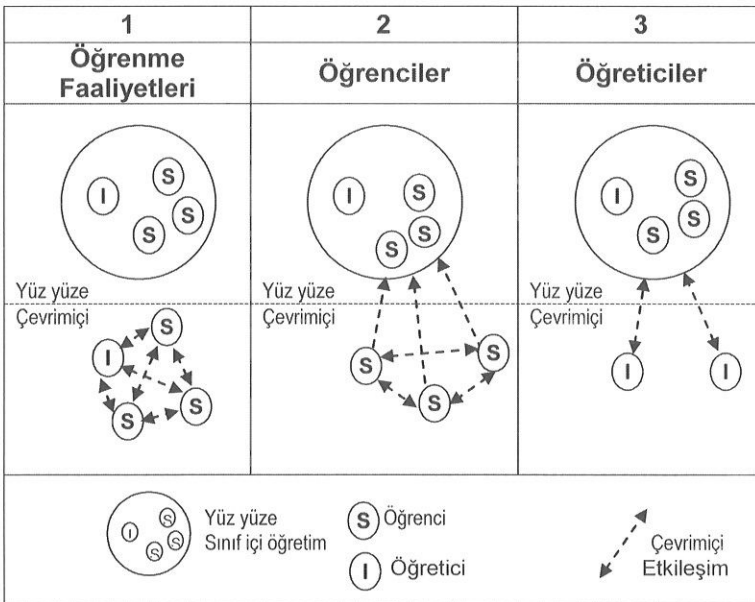 1
2
3
Öğrenme
Faaliyetleri
Öğrenciler
Öğreticiler
I
S
S
S
I
S
S
S
I
S
S
S
Yüz yüze
Yüz yüze
Yüz yüze
Çevrimiçi
Çevrimiçi
Çevrimiçi
S
I
S
S
S
S
S
I
I
I
S
S
S
Yüz yüze
Sınıf içi öğretim
S Öğrenci
I Öğretici
Çevrimiçi
Etkileşim